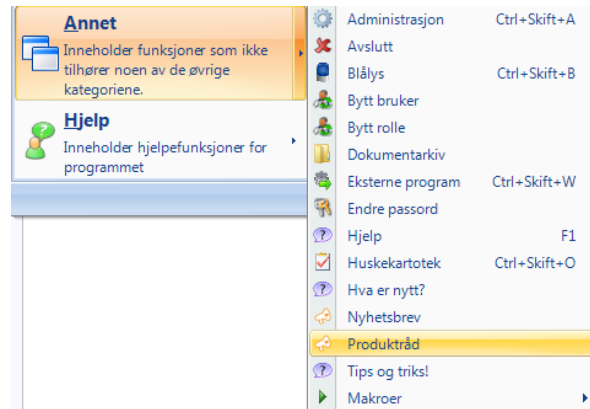 Annet
Inneholder funksjoner som ikke
tilhører noen av de øvrige
kategoriene.
Hjelp
Inneholder hjelpefunksjoner for
programmet
Administrasjon Ctrl+Skift+A
Avslutt
Blålys Ctrl+Skift+B
Bytt bruker
Bytt rolle
Dokumentarkiv
Eksterne program Ctrl+Skift+W
Endre passord
Hjelp F1
Huskekartotek Ctrl+Skift+O
Hva er nytt?
Nyhetsbrev
Produktråd
Tips og triks!
Makroer